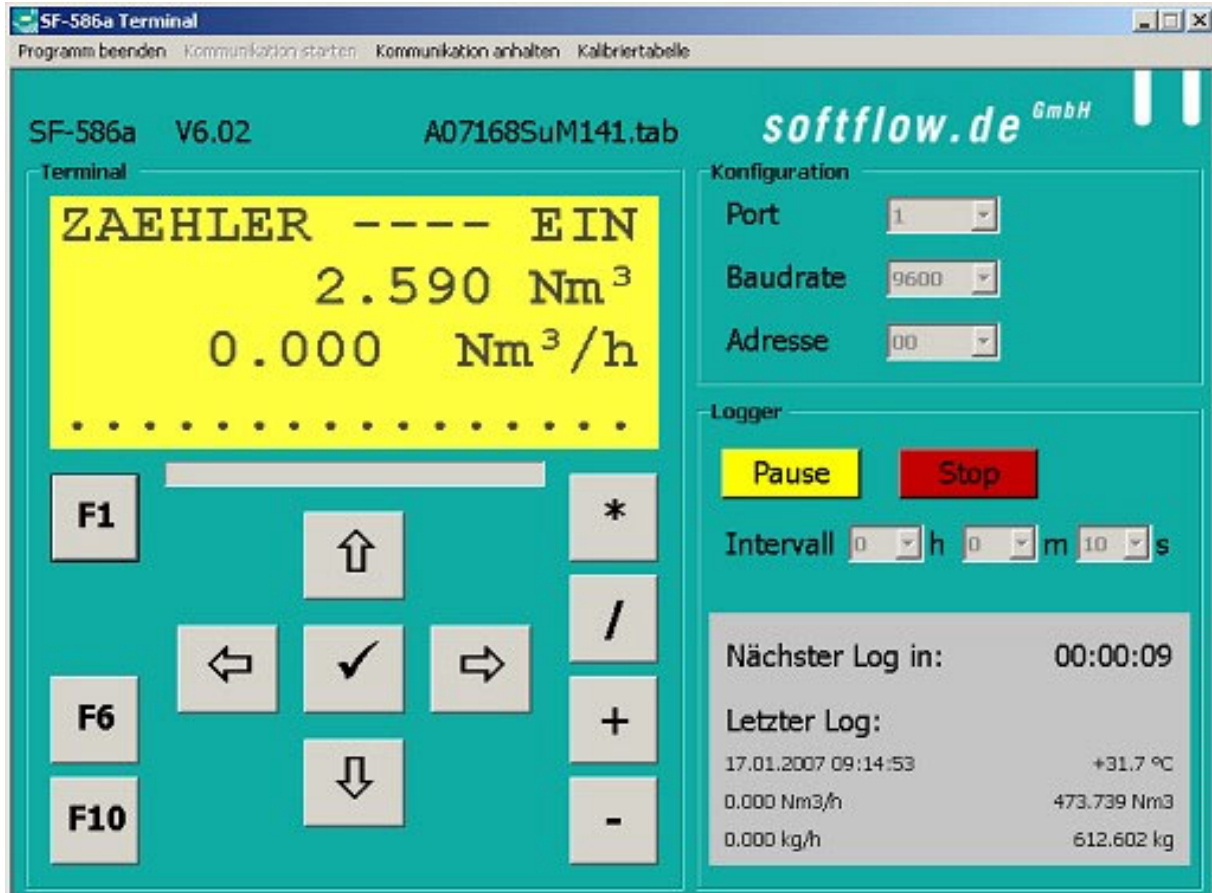 SF-586a Terminal
Programm beenden Kommunikation starten Kommunikation anhalten Kalibriertabelle
SF-586a V6.02 A07168SuM141.tab
softflow.de GmbH
Terminal
ZAEHLER ---- EIN
2.590 Nm³
0.000 Nm³/h
................
F1
*
/
F6
+
F10
-
Konfiguration
Port 1
Baudrate 9600
Adresse 00
Logger
Pause Stop
Intervall 0 h 0 m 10 s
Nächster Log in: 00:00:09
Letzter Log:
17.01.2007 09:14:53 +31.7 ºC
0.000 Nm3/h 473.739 Nm3
0.000 kg/h 612.602 kg